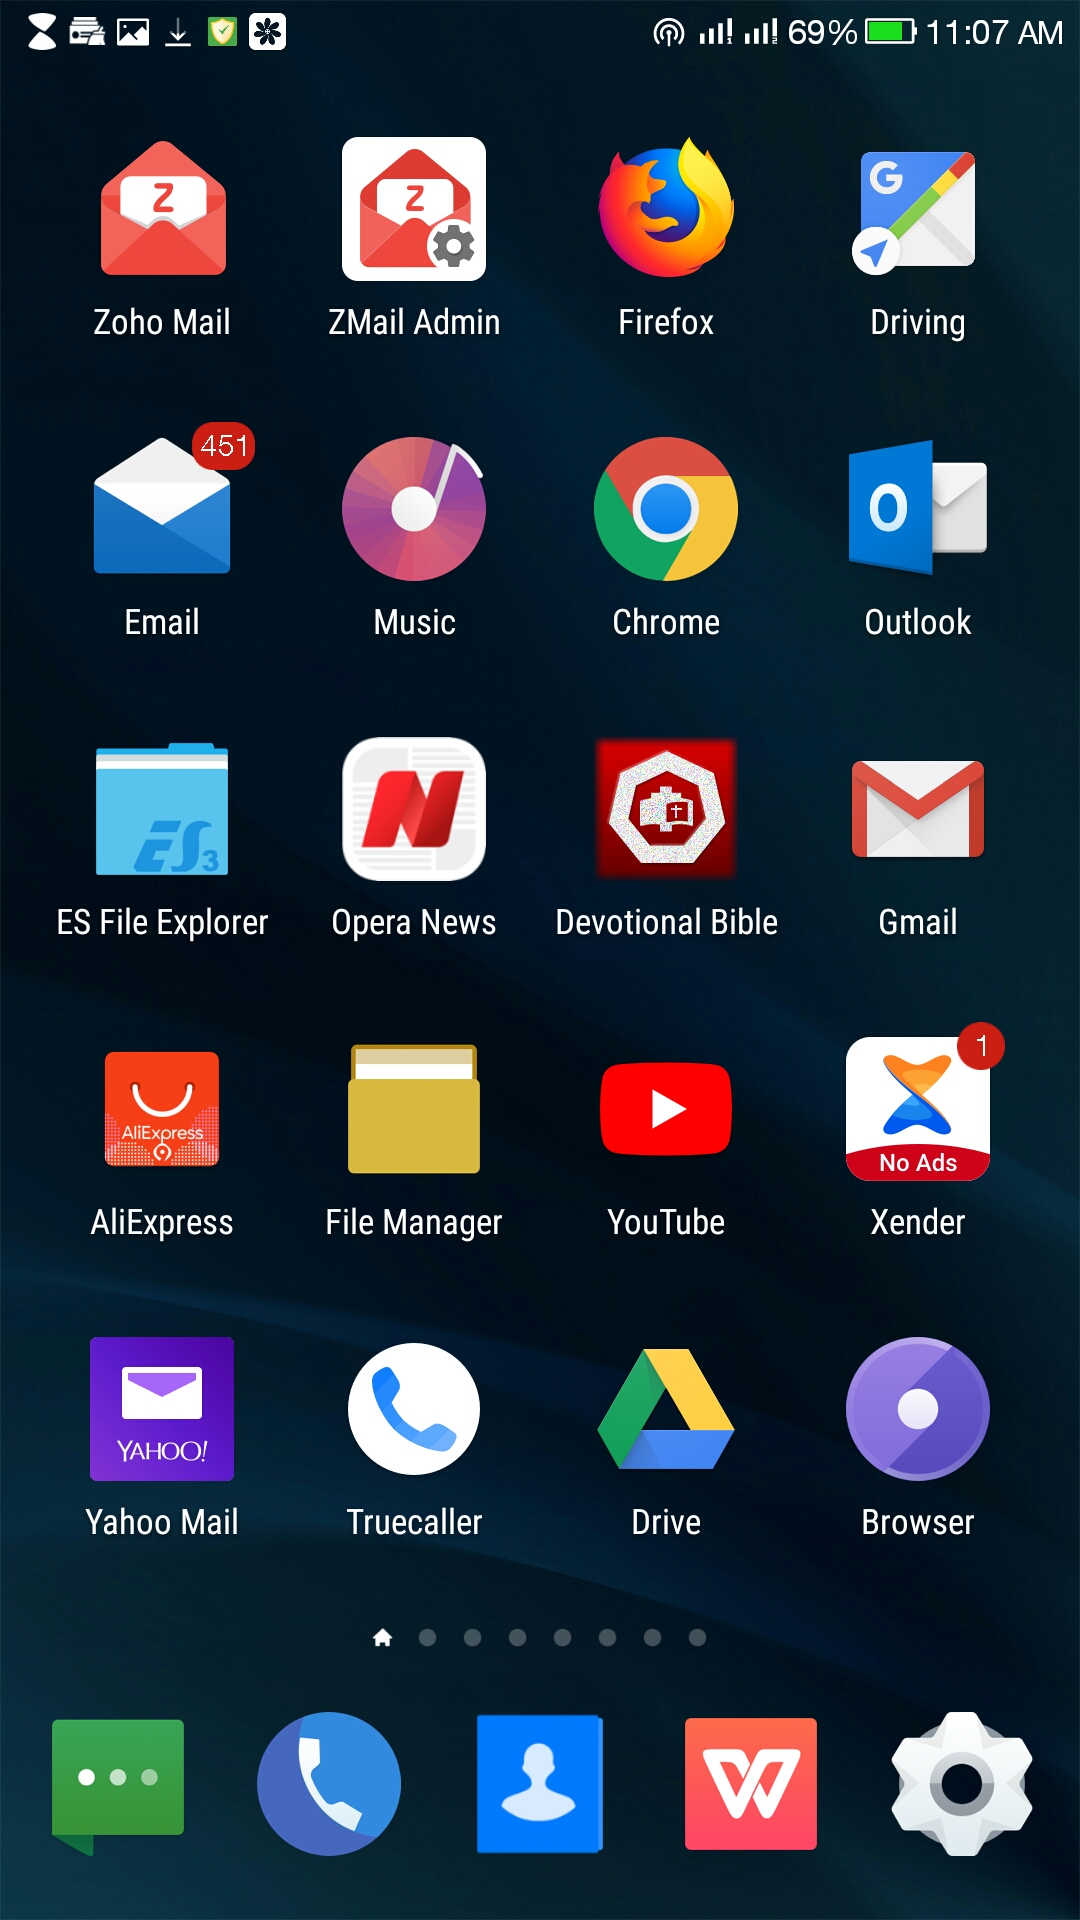 69% 11:07 AM
Z Z G
Zoho Mail ZMail Admin Firefox Driving
451
O
Email Music Chrome Outlook
ES3 N
ES File Explorer Opera News Devotional Bible Gmail
1
AliExpress No Ads
AliExpress File Manager YouTube Xender
YAHOO!
Yahoo Mail Truecaller Drive Browser
W